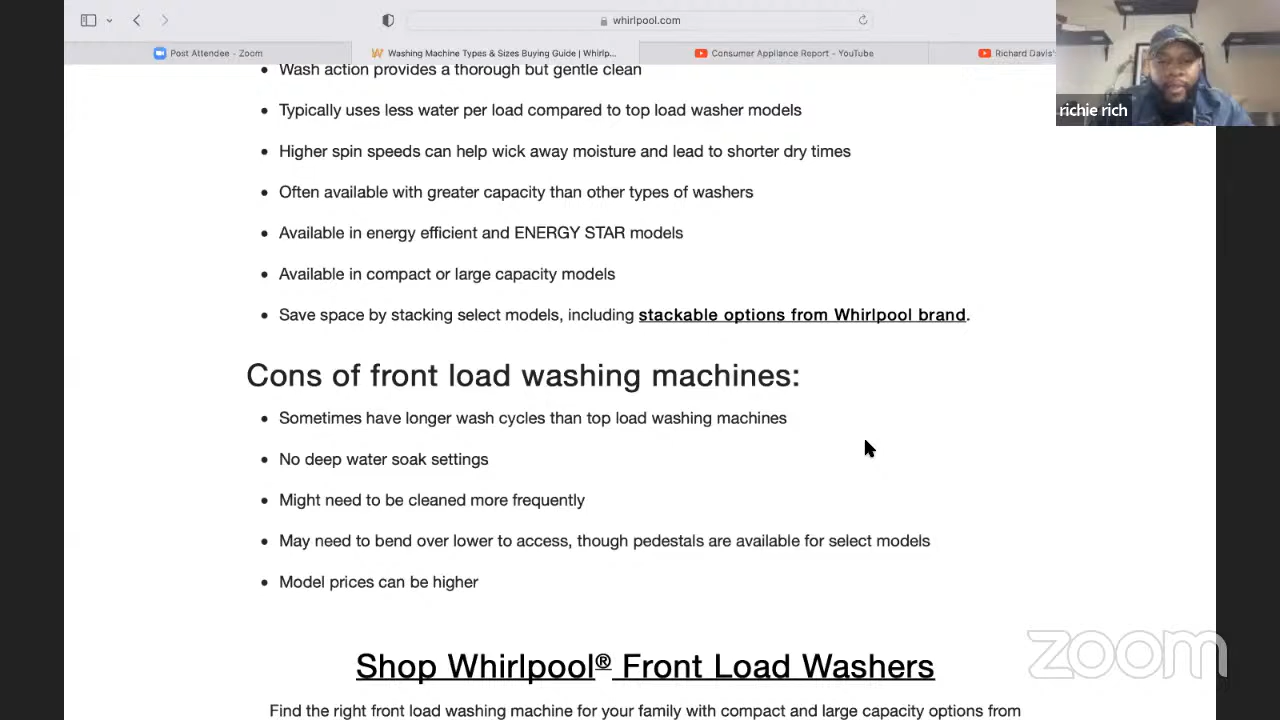 whirlpool.com
Post Attendee - Zoom
Washing Machine Types & Sizes Buying Guide | Whirlp...
Consumer Appliance Report - YouTube
Richard Davis'
richie rich
• Wash action provides a thorough but gentle clean
• Typically uses less water per load compared to top load washer models
• Higher spin speeds can help wick away moisture and lead to shorter dry times
• Often available with greater capacity than other types of washers
• Available in energy efficient and ENERGY STAR models
• Available in compact or large capacity models
• Save space by stacking select models, including stackable options from Whirlpool brand.
Cons of front load washing machines:
• Sometimes have longer wash cycles than top load washing machines
• No deep water soak settings
• Might need to be cleaned more frequently
• May need to bend over lower to access, though pedestals are available for select models
• Model prices can be higher
Shop Whirlpool® Front Load Washers
Find the right front load washing machine for your family with compact and large capacity options from
zoom